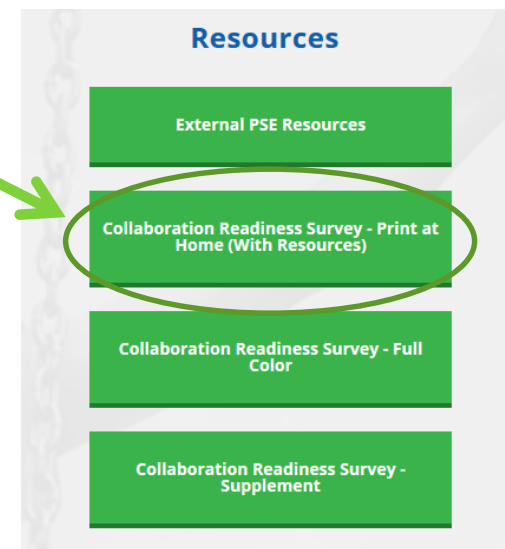 Resources
External PSE Resources
Collaboration Readiness Survey - Print at
Home (With Resources)
Collaboration Readiness Survey - Full
Color
Collaboration Readiness Survey -
Supplement